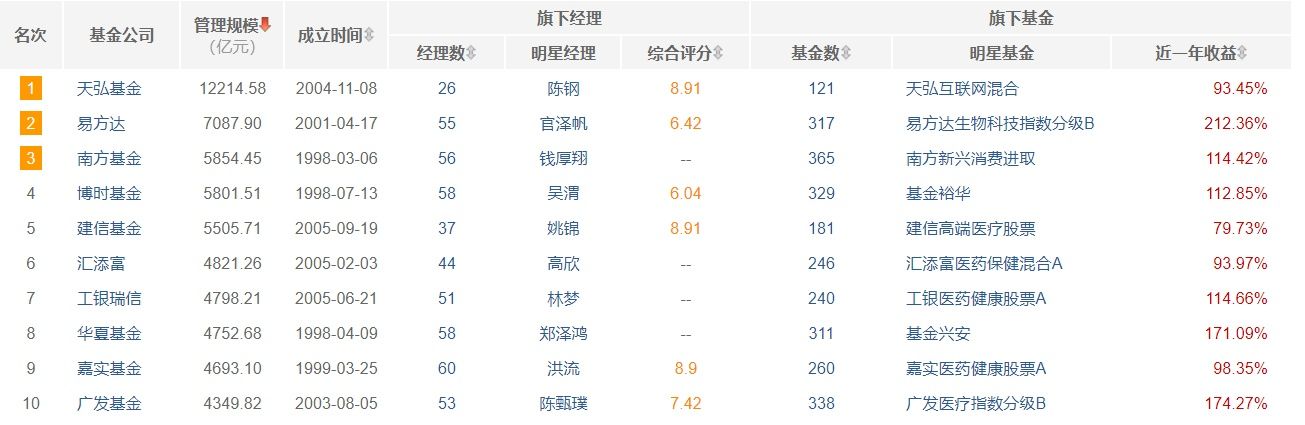 名次 基金公司 管理规模 (亿元) 成立时间 旗下经理 旗下基金
经理数 明星经理 综合评分 基金数 明星基金 近一年收益
1 天弘基金 12214.58 2004-11-08 26 陈钢 8.91 121 天弘互联网混合 93.45%
2 易方达 7087.90 2001-04-17 55 官泽帆 6.42 317 易方达生物科技指数分级B 212.36%
3 南方基金 5854.45 1998-03-06 56 钱厚翔 -- 365 南方新兴消费进取 114.42%
4 博时基金 5801.51 1998-07-13 58 吴渭 6.04 329 基金裕华 112.85%
5 建信基金 5505.71 2005-09-19 37 姚锦 8.91 181 建信高端医疗股票 79.73%
6 汇添富 4821.26 2005-02-03 44 高欣 -- 246 汇添富医药保健混合A 93.97%
7 工银瑞信 4798.21 2005-06-21 51 林梦 -- 240 工银医药健康股票A 114.66%
8 华夏基金 4752.68 1998-04-09 58 郑泽鸿 -- 311 基金兴安 171.09%
9 嘉实基金 4693.10 1999-03-25 60 洪流 8.9 260 嘉实医药健康股票A 98.35%
10 广发基金 4349.82 2003-08-05 53 陈甄璞 7.42 338 广发医疗指数分级B 174.27%